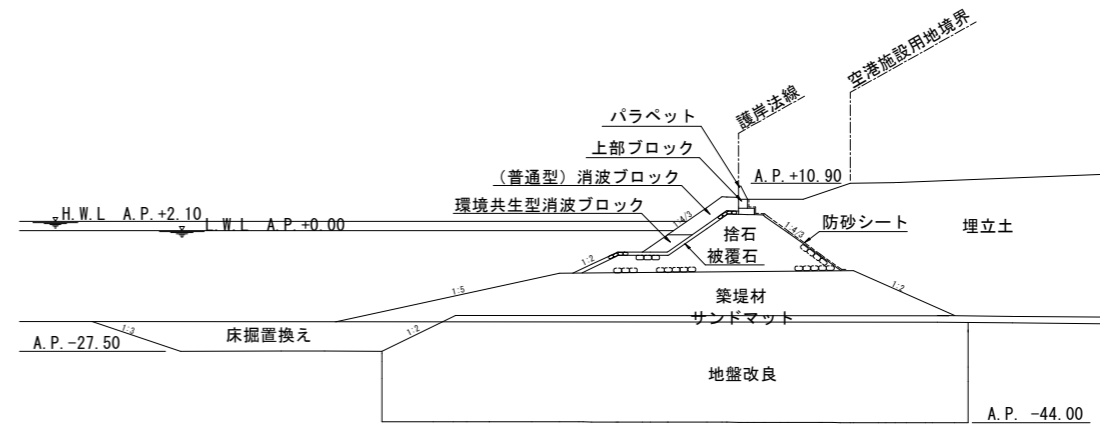 空港施設用地境界
護岸法線
パラペット
上部ブロック
A.P.+10.90
(普通型)消波ブロック
環境共生型消波ブロック
H.W.L A.P.+2.10
L.W.L A.P.+0.00
1:4/3
1:4/3
防砂シート
埋立土
捨石
被覆石
1:2
1:5
1:2
築堤材
サンドマット
1:3
床掘置換え
1:2
A.P.-27.50
地盤改良
A.P. -44.00